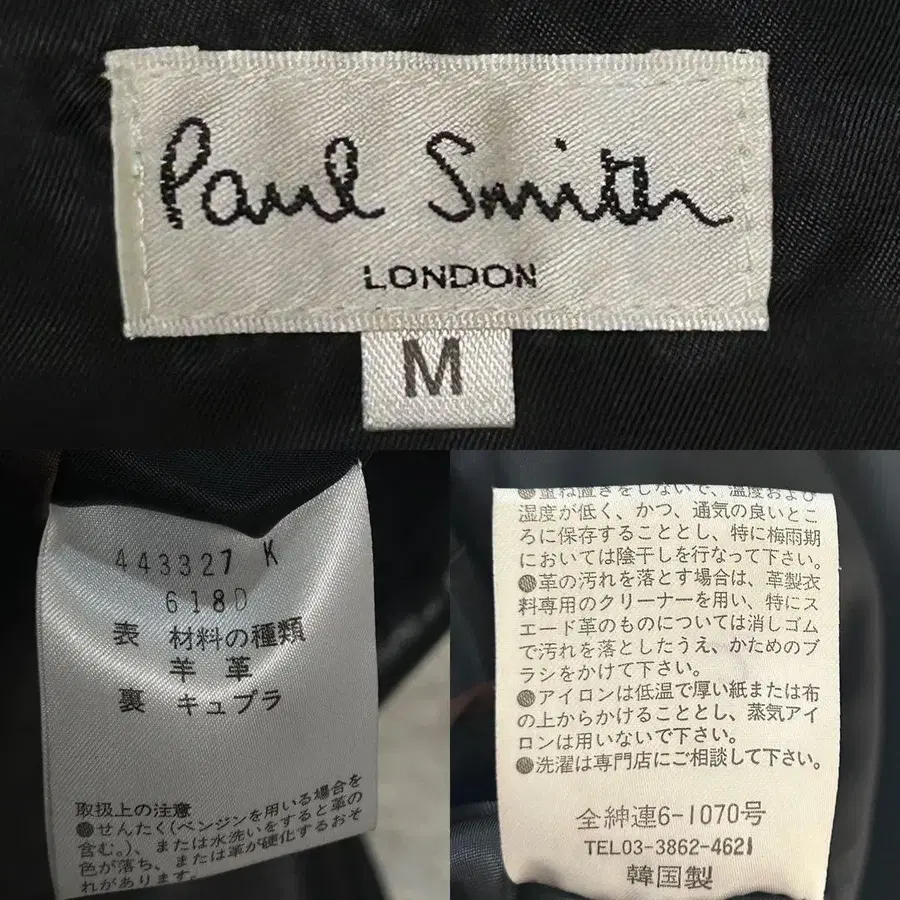 Paul Smith
LONDON
M
443327 K
618D
表 材料の種類
羊革
裏 キュプラ
取扱上の注意
●せんたく(ベンジンを用いる場合を
含む。)、または水洗いをすると革の
色が落ち、または革が硬化するおそ
れがあります。
●重ね置きをしないで、温度および
湿度が低く、かつ、通気の良いとこ
ろに保存することとし、特に梅雨期
においては陰干しを行なって下さい。
●革の汚れを落とす場合は、革製衣
料専用のクリーナーを用い、特にス
エード革のものについては消しゴム
で汚れを落としたうえ、かためのブ
ラシをかけて下さい。
●アイロンは低温で厚い紙または布
の上からかけることとし、蒸気アイ
ロンは用いないで下さい。
●洗濯は専門店にご相談して下さい。
全紳連6-1070号
TEL03-3862-4621
韓国製